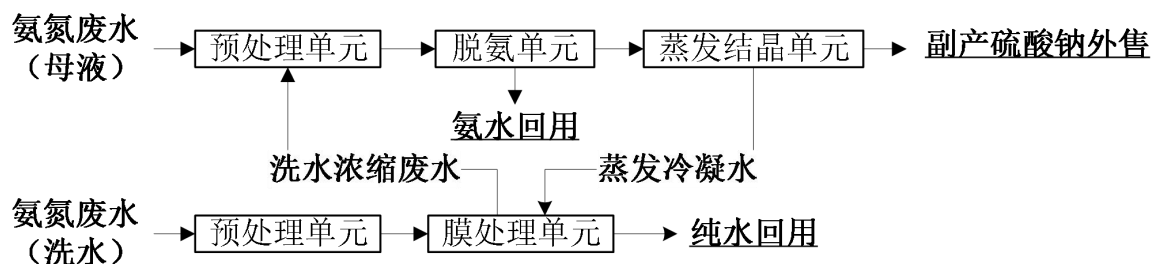 氨氮废水
（母液）
预处理单元
脱氨单元
蒸发结晶单元
副产硫酸钠外售
氨水回用
洗水浓缩废水
蒸发冷凝水
氨氮废水
（洗水）
预处理单元
膜处理单元
纯水回用